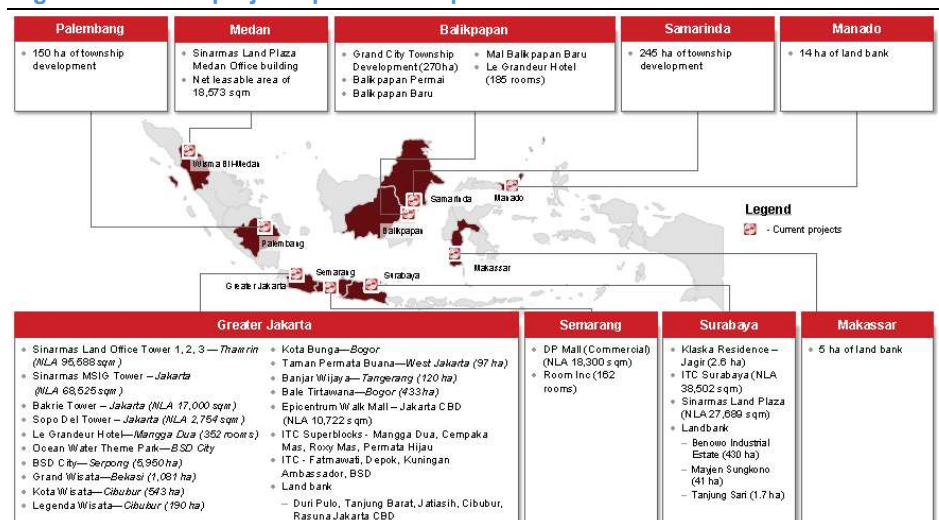 Palembang
150 ha of township
development
Medan
Sinarmas Land Plaza
Medan Office building
Net leasable area of
18,573 sqm
Balikpapan
Grand City Township
Development (270ha)
Balikpapan Permai
Balikpapan Baru
Mal Balikpapan Baru
Le Grandeur Hotel
(185 rooms)
Samarinda
245 ha of township
development
Manado
14 ha of land bank
Wisma BII-Medan
Palembang
Samarinda
Balikpapan
Manado
Makassar
Semarang
Surabaya
Greater Jakarta
Legend
- Current projects
Greater Jakarta
Sinarmas Land Office Tower 1, 2, 3 — Thamrin
(NLA 95,588 sqm)
Sinarmas MSIG Tower – Jakarta
(NLA 68,525 sqm)
Bakrie Tower – Jakarta (NLA 17,000 sqm)
Sopo Del Tower – Jakarta (NLA 2,754 sqm)
Le Grandeur Hotel—Mangga Dua (352 rooms)
Ocean Water Theme Park—BSD City
BSD City—Serpong (5,950 ha)
Grand Wisata—Bekasi (1,081 ha)
Kota Wisata—Cibubur (543 ha)
Legenda Wisata—Cibubur (190 ha)
Kota Bunga—Bogor
Taman Permata Buana—West Jakarta (97 ha)
Banjar Wijaya—Tangerang (120 ha)
Bale Tirtawana—Bogor (433 ha)
Epicentrum Walk Mall – Jakarta CBD
(NLA 10,722 sqm)
ITC Superblocks - Mangga Dua, Cempaka
Mas, Roxy Mas, Permata Hijau
ITC - Fatmawati, Depok, Kuningan
Ambassador, BSD
Land bank
– Duri Pulo, Tanjung Barat, Jatiasih, Cibubur,
Rasuna Jakarta CBD
Semarang
DP Mall (Commercial)
(NLA 18,300 sqm)
Room Inc (162
rooms)
Surabaya
Klaska Residence –
Jagir (2.6 ha)
ITC Surabaya (NLA
38,502 sqm)
Sinarmas Land Plaza
(NLA 27,689 sqm)
Landbank
– Benowo Industrial
Estate (430 ha)
– Mayjen Sungkono
(41 ha)
– Tanjung Sari (1.7 ha)
Makassar
5 ha of land bank